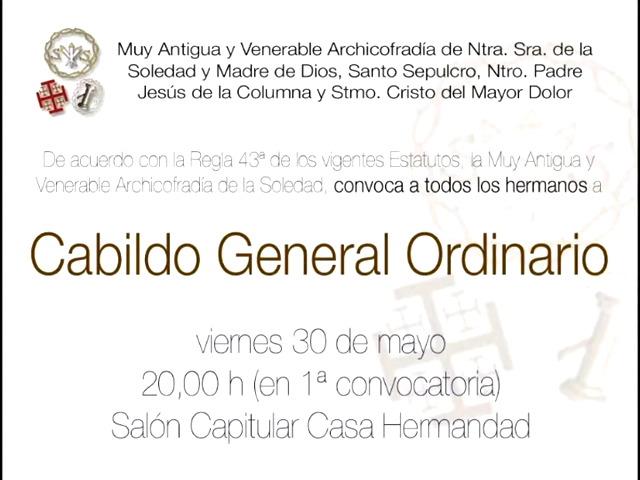 Muy Antigua y Venerable Archicofradía de Ntra. Sra. de la
Soledad y Madre de Dios, Santo Sepulcro, Ntro. Padre
Jesús de la Columna y Stmo. Cristo del Mayor Dolor
De acuerdo con la Regla 43ª de los vigentes Estatutos, la Muy Antigua y
Venerable Archicofradía de la Soledad, convoca a todos los hermanos a
Cabildo General Ordinario
viernes 30 de mayo
20,00 h (en 1ª convocatoria)
Salón Capitular Casa Hermandad